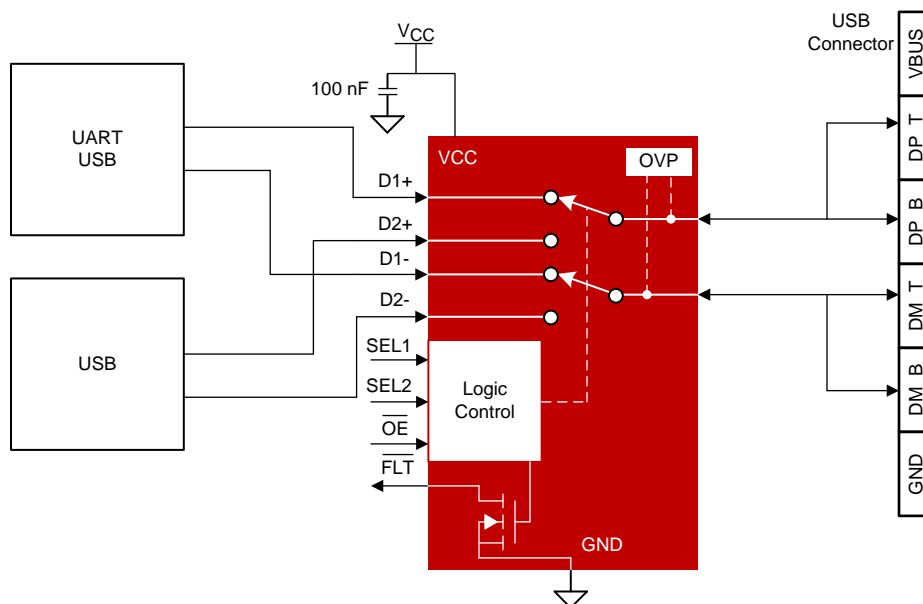 USB
Connector
VBUS
DP T
DP B
DM T
DM B
GND
VCC
100 nF
UART
USB
VCC
OVP
D1+
D2+
D1-
D2-
USB
SEL1
SEL2
OE
FLT
Logic
Control
GND